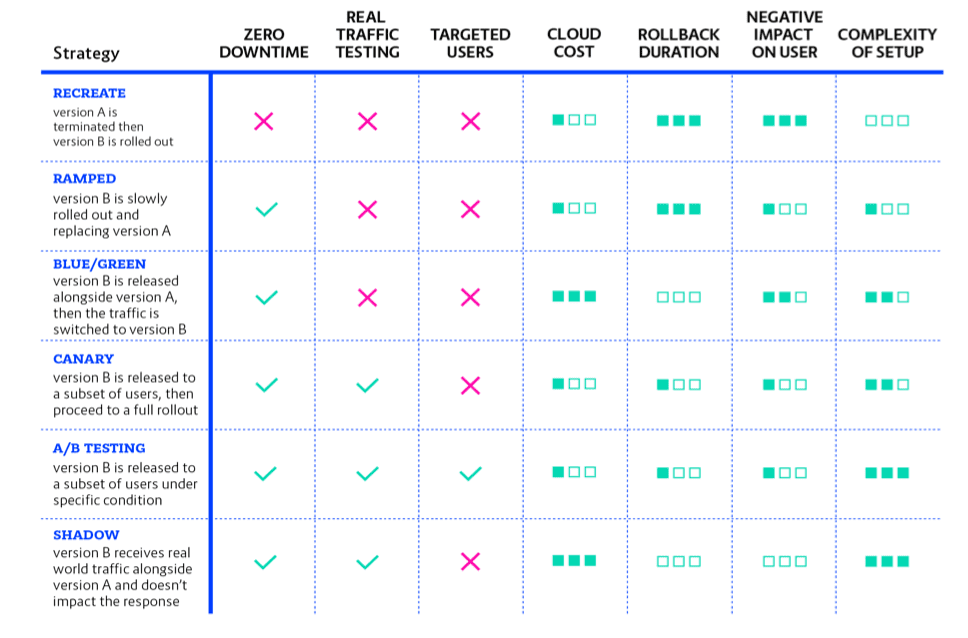 Strategy
ZERO
DOWNTIME
REAL
TRAFFIC
TESTING
TARGETED
USERS
CLOUD
COST
ROLLBACK
DURATION
NEGATIVE
IMPACT
ON USER
COMPLEXITY
OF SETUP
RECREATE
version A is
terminated then
version B is rolled out
RAMPED
version B is slowly
rolled out and
replacing version A
BLUE/GREEN
version B is released
alongside version A,
then the traffic is
switched to version B
CANARY
version B is released to
a subset of users, then
proceed to a full rollout
A/B TESTING
version B is released to
a subset of users under
specific condition
SHADOW
version B receives real
world traffic alongside
version A and doesn't
impact the response